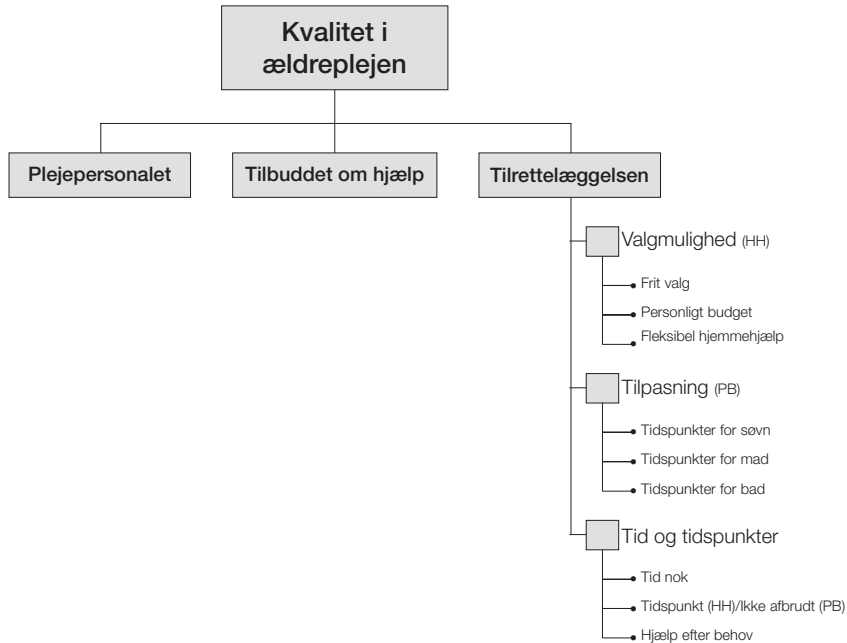 Kvalitet i
ældreplejen
Plejepersonalet
Tilbuddet om hjælp
Tilrettelæggelsen
Valgmulighed (HH)
Frit valg
Personligt budget
Fleksibel hjemmehjælp
Tilpasning (PB)
Tidspunkter for søvn
Tidspunkter for mad
Tidspunkter for bad
Tid og tidspunkter
Tid nok
Tidspunkt (HH)/Ikke afbrudt (PB)
Hjælp efter behov